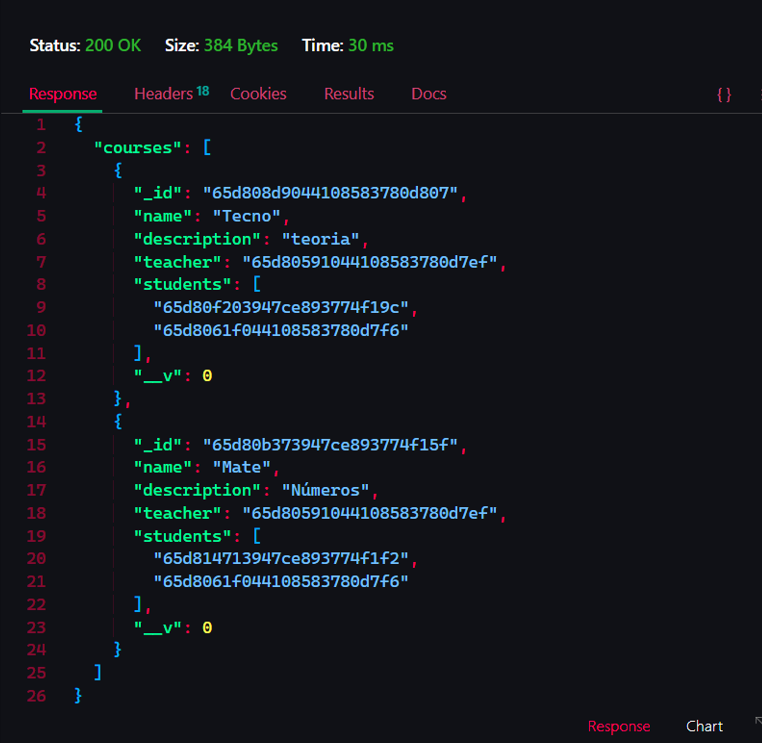 Status: 200 OK Size: 384 Bytes Time: 30 ms
Response Headers 18 Cookies Results Docs { }
1 {
2 "courses": [
3 {
4 "_id": "65d808d9044108583780d807",
5 "name": "Tecno",
6 "description": "teoria",
7 "teacher": "65d80591044108583780d7ef",
8 "students": [
9 "65d80f203947ce893774f19c",
10 "65d8061f044108583780d7f6"
11 ],
12 "__v": 0
13 },
14 {
15 "_id": "65d80b373947ce893774f15f",
16 "name": "Mate",
17 "description": "Números",
18 "teacher": "65d80591044108583780d7ef",
19 "students": [
20 "65d814713947ce893774f1f2",
21 "65d8061f044108583780d7f6"
22 ],
23 "__v": 0
24 }
25 ]
26 }
Response Chart